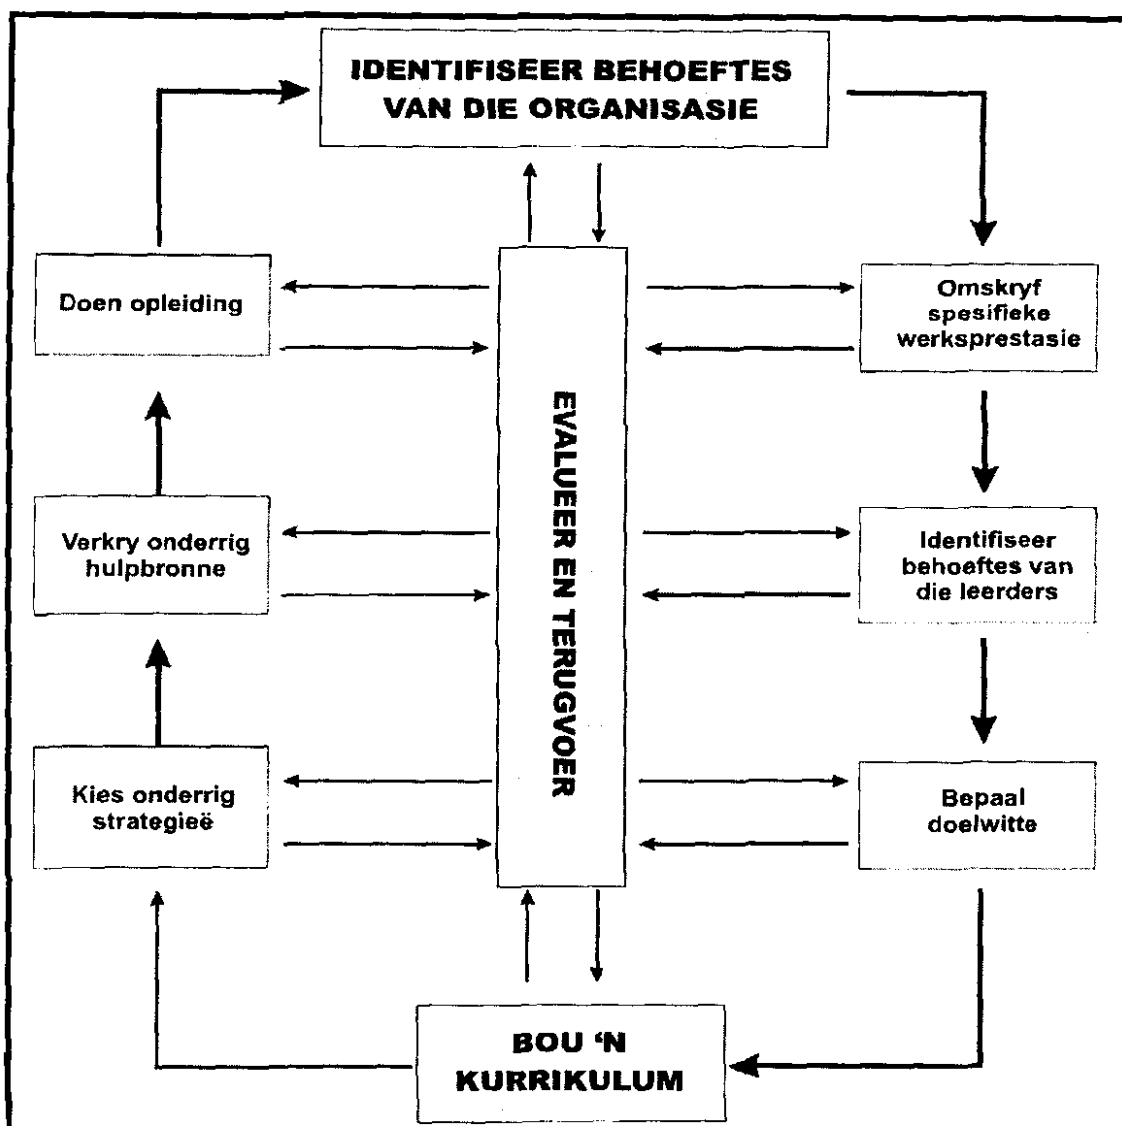 IDENTIFISEER BEHOEFTES
VAN DIE ORGANISASIE
Doen opleiding
Omskryf
spesifieke
werksprestasie
EVALUEER EN TERUGVOER
Verkry onderrig
hulpbronne
Identifiseer
behoeftes van
die leerders
Kies onderrig
strategieë
Bepaal
doelwitte
BOU ‘N
KURRIKULUM